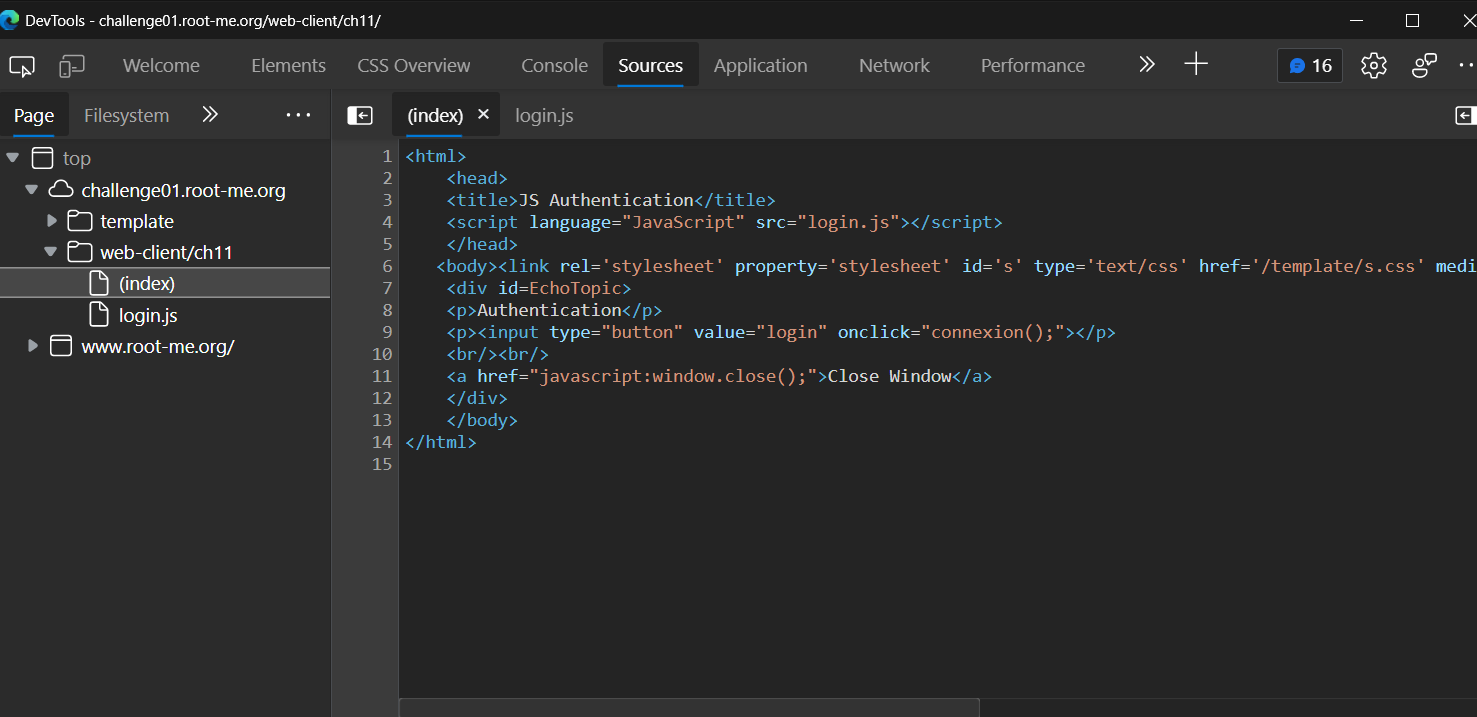 DevTools - challenge01.root-me.org/web-client/ch11/
Welcome Elements CSS Overview Console Sources Application Network Performance 16
Page Filesystem (index) login.js
top
challenge01.root-me.org
template
web-client/ch11
(index)
login.js
www.root-me.org/
1 <html>
2 <head>
3 <title>JS Authentication</title>
4 <script language="JavaScript" src="login.js"></script>
5 </head>
6 <body><link rel='stylesheet' property='stylesheet' id='s' type='text/css' href='/template/s.css' medi
7 <div id=EchoTopic>
8 <p>Authentication</p>
9 <p><input type="button" value="login" onclick="connexion();"></p>
10 <br/><br/>
11 <a href="javascript:window.close();">Close Window</a>
12 </div>
13 </body>
14 </html>
15